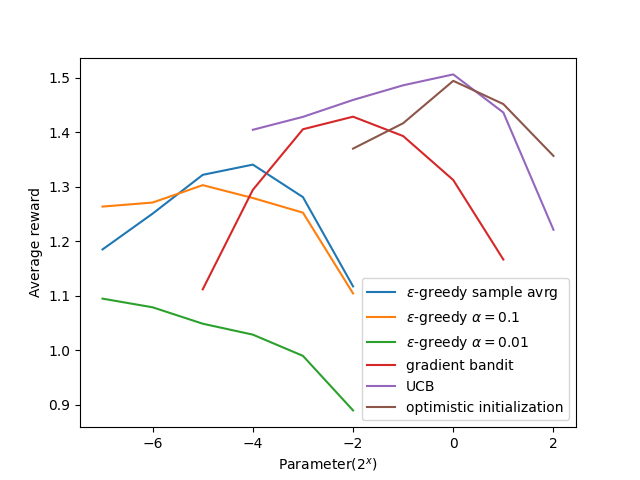 1.5
1.4
1.3
1.2
1.1
1.0
0.9
Average reward
−6
−4
−2
0
2
Parameter(2^x)
ε-greedy sample avrg
ε-greedy α = 0.1
ε-greedy α = 0.01
gradient bandit
UCB
optimistic initialization